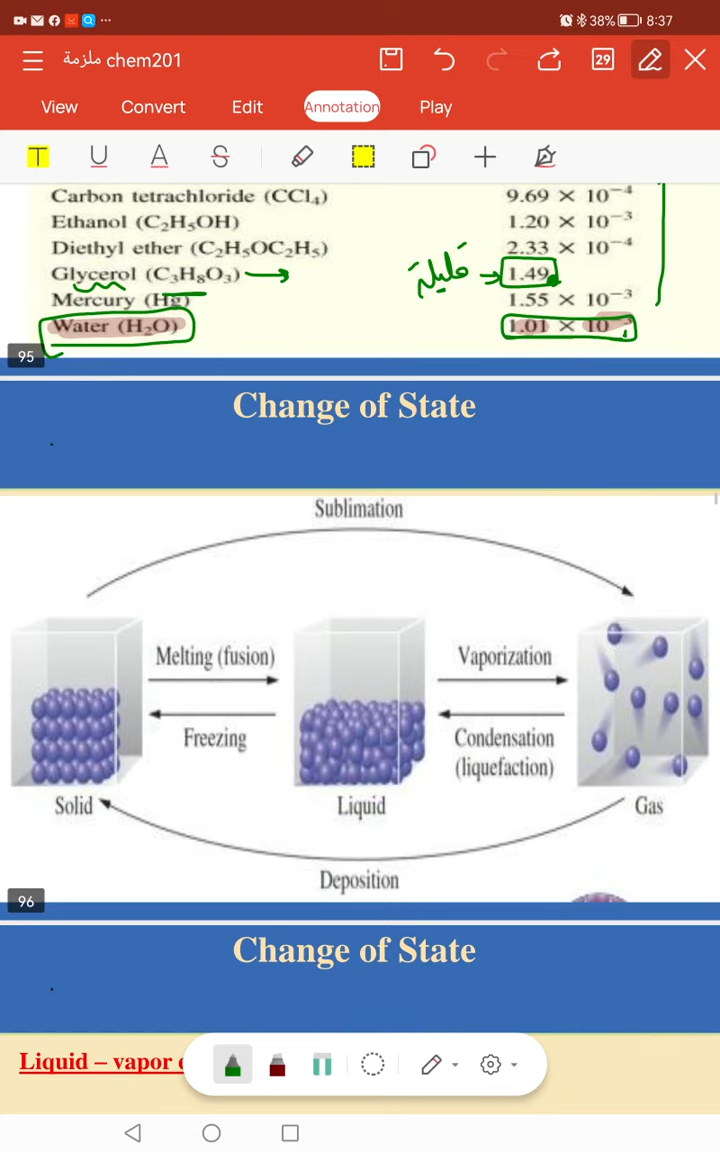 38% 8:37
ملزمة chem201
29
View Convert Edit Annotation Play
T U A S
Carbon tetrachloride (CCl₄) 9.69 × 10⁻⁴
Ethanol (C₂H₅OH) 1.20 × 10⁻³
Diethyl ether (C₂H₅OC₂H₅) 2.33 × 10⁻⁴
Glycerol (C₃H₈O₃) → → 1.49
Mercury (Hg) 1.55 × 10⁻³
Water (H₂O) 1.01 × 10⁻³
95
Change of State
Sublimation
Melting (fusion) Vaporization
Freezing Condensation
(liquefaction)
Solid Liquid Gas
Deposition
96
Change of State
Liquid – vapor e